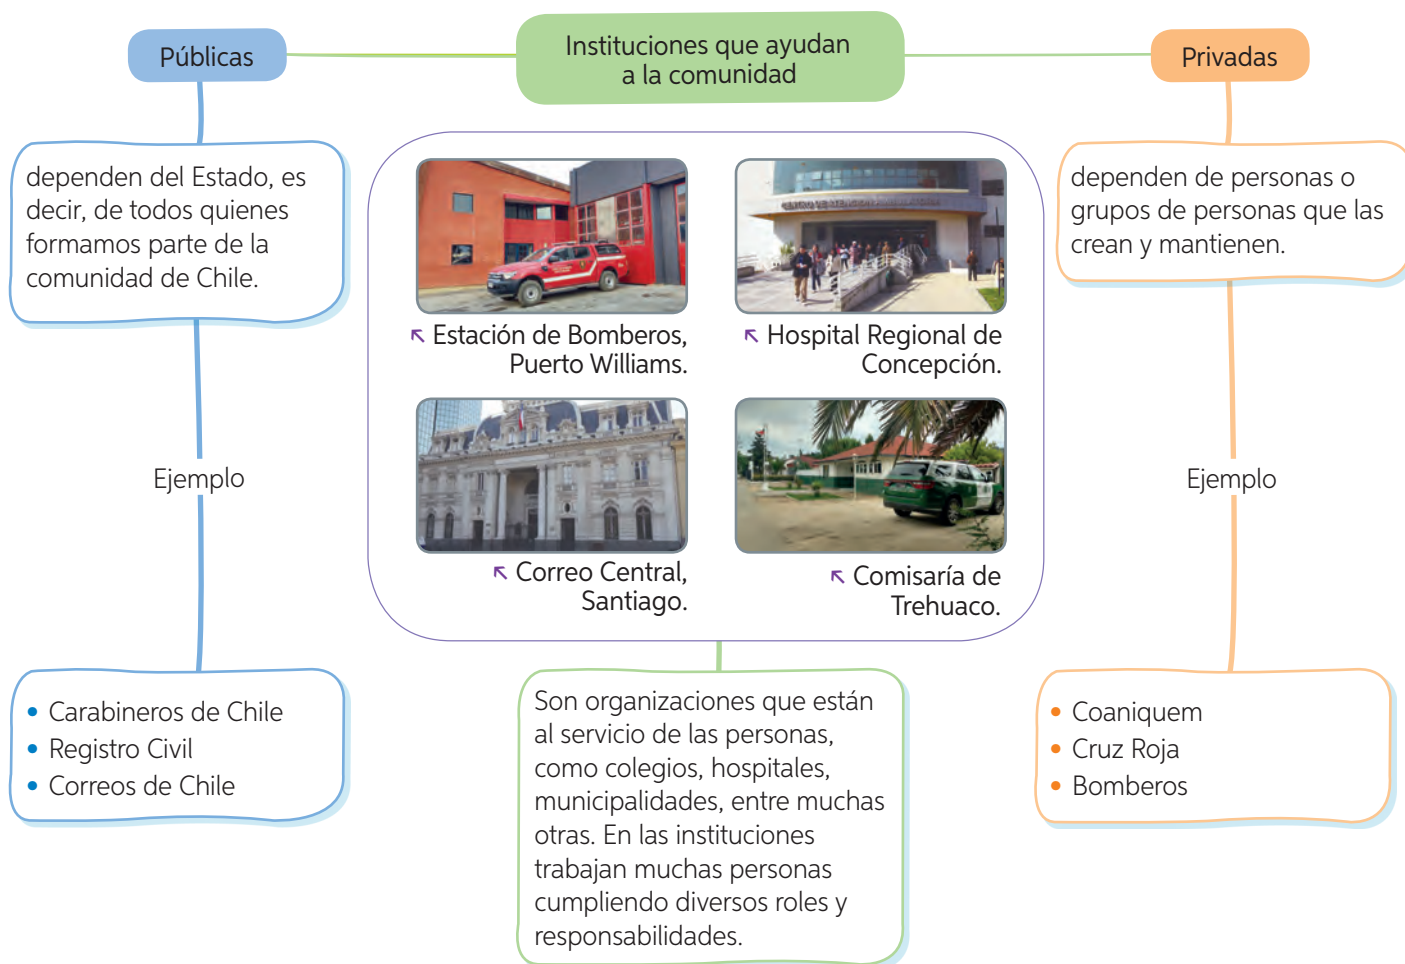 Instituciones que ayudan
a la comunidad
Públicas
dependen del Estado, es
decir, de todos quienes
formamos parte de la
comunidad de Chile.
Ejemplo
• Carabineros de Chile
• Registro Civil
• Correos de Chile
CENTRO DE ATENCION AMBULATORIA
Estación de Bomberos,
Puerto Williams.
Hospital Regional de
Concepción.
Correo Central,
Santiago.
Comisaría de
Trehuaco.
Son organizaciones que están
al servicio de las personas,
como colegios, hospitales,
municipalidades, entre muchas
otras. En las instituciones
trabajan muchas personas
cumpliendo diversos roles y
responsabilidades.
Privadas
dependen de personas o
grupos de personas que las
crean y mantienen.
Ejemplo
• Coaniquem
• Cruz Roja
• Bomberos